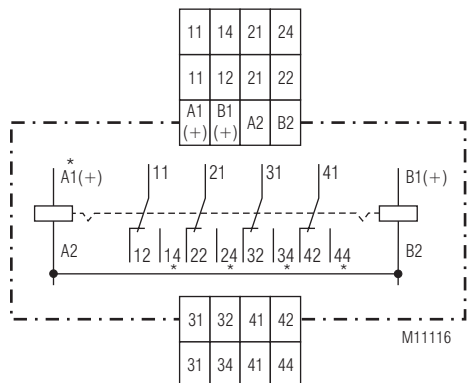 11 14 21 24
11 12 21 22
A1 (+) B1 (+) A2 B2
*
A1(+) 11 21 31 41 B1(+)
A2 12 14 22 24 32 34 42 44 B2
* * * *
31 32 41 42
M11116
31 34 41 44